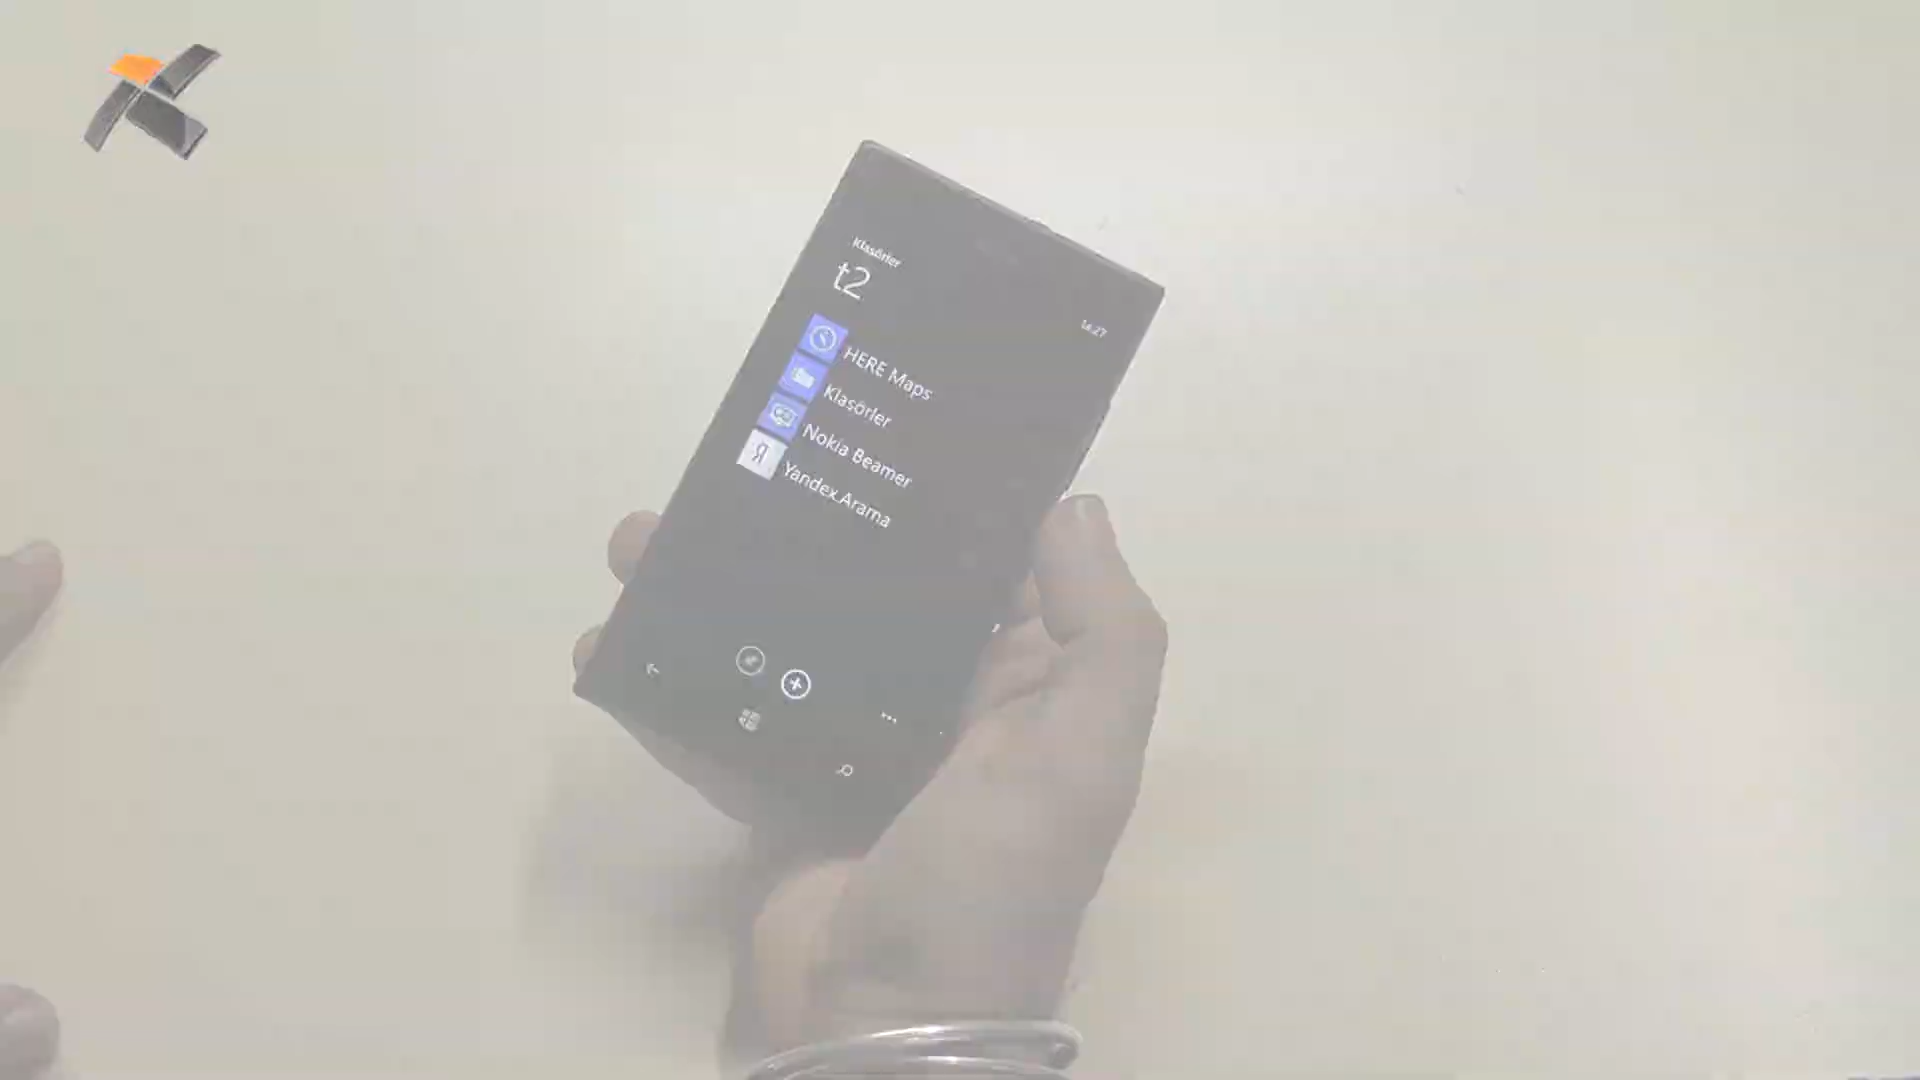 Klasörler
t2
14:27
HERE Maps
Klasörler
Nokia Beamer
Yandex.Arama